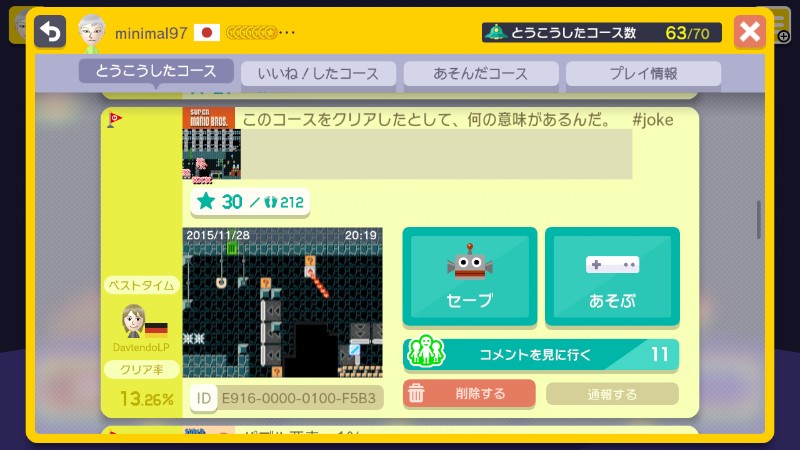 minimal97
とうこうしたコース数 63/70
とうこうしたコース
いいね!したコース
あそんだコース
プレイ情報
SUPER MARIO BROS.
このコースをクリアしたとして、何の意味があるんだ。 #joke
30 / 212
2015/11/28 20:19
ベストタイム
DavtendoLP
クリア率
13.26%
ID E916-0000-0100-F5B3
セーブ
あそぶ
コメントを見に行く 11
削除する
通報する